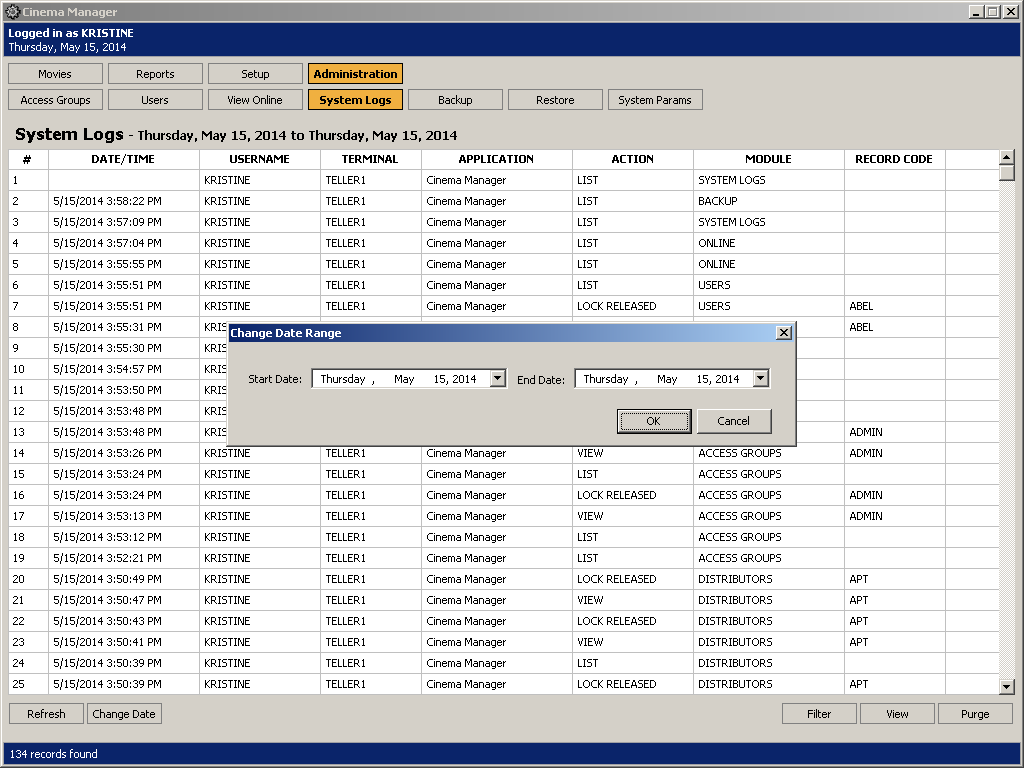 Cinema Manager
Logged in as KRISTINE
Thursday, May 15, 2014
Movies Reports Setup Administration
Access Groups Users View Online System Logs Backup Restore System Params
System Logs - Thursday, May 15, 2014 to Thursday, May 15, 2014
# DATE/TIME USERNAME TERMINAL APPLICATION ACTION MODULE RECORD CODE
1 KRISTINE TELLER1 Cinema Manager LIST SYSTEM LOGS
2 5/15/2014 3:58:22 PM KRISTINE TELLER1 Cinema Manager LIST BACKUP
3 5/15/2014 3:57:09 PM KRISTINE TELLER1 Cinema Manager LIST SYSTEM LOGS
4 5/15/2014 3:57:04 PM KRISTINE TELLER1 Cinema Manager LIST ONLINE
5 5/15/2014 3:55:55 PM KRISTINE TELLER1 Cinema Manager LIST ONLINE
6 5/15/2014 3:55:51 PM KRISTINE TELLER1 Cinema Manager LIST USERS
7 5/15/2014 3:55:51 PM KRISTINE TELLER1 Cinema Manager LOCK RELEASED USERS ABEL
8 5/15/2014 3:55:31 PM ABEL
Change Date Range
9 5/15/2014 3:55:30 PM
10 5/15/2014 3:54:57 PM
Start Date: Thursday , May 15, 2014 End Date: Thursday , May 15, 2014
11 5/15/2014 3:53:50 PM
12 5/15/2014 3:53:48 PM
OK Cancel
13 5/15/2014 3:53:48 PM ADMIN
14 5/15/2014 3:53:26 PM KRISTINE TELLER1 Cinema Manager VIEW ACCESS GROUPS ADMIN
15 5/15/2014 3:53:24 PM KRISTINE TELLER1 Cinema Manager LIST ACCESS GROUPS
16 5/15/2014 3:53:24 PM KRISTINE TELLER1 Cinema Manager LOCK RELEASED ACCESS GROUPS ADMIN
17 5/15/2014 3:53:13 PM KRISTINE TELLER1 Cinema Manager VIEW ACCESS GROUPS ADMIN
18 5/15/2014 3:53:12 PM KRISTINE TELLER1 Cinema Manager LIST ACCESS GROUPS
19 5/15/2014 3:52:21 PM KRISTINE TELLER1 Cinema Manager LIST ACCESS GROUPS
20 5/15/2014 3:50:49 PM KRISTINE TELLER1 Cinema Manager LOCK RELEASED DISTRIBUTORS APT
21 5/15/2014 3:50:47 PM KRISTINE TELLER1 Cinema Manager VIEW DISTRIBUTORS APT
22 5/15/2014 3:50:43 PM KRISTINE TELLER1 Cinema Manager LOCK RELEASED DISTRIBUTORS APT
23 5/15/2014 3:50:41 PM KRISTINE TELLER1 Cinema Manager VIEW DISTRIBUTORS APT
24 5/15/2014 3:50:39 PM KRISTINE TELLER1 Cinema Manager LIST DISTRIBUTORS
25 5/15/2014 3:50:39 PM KRISTINE TELLER1 Cinema Manager LOCK RELEASED DISTRIBUTORS APT
Refresh Change Date Filter View Purge
134 records found